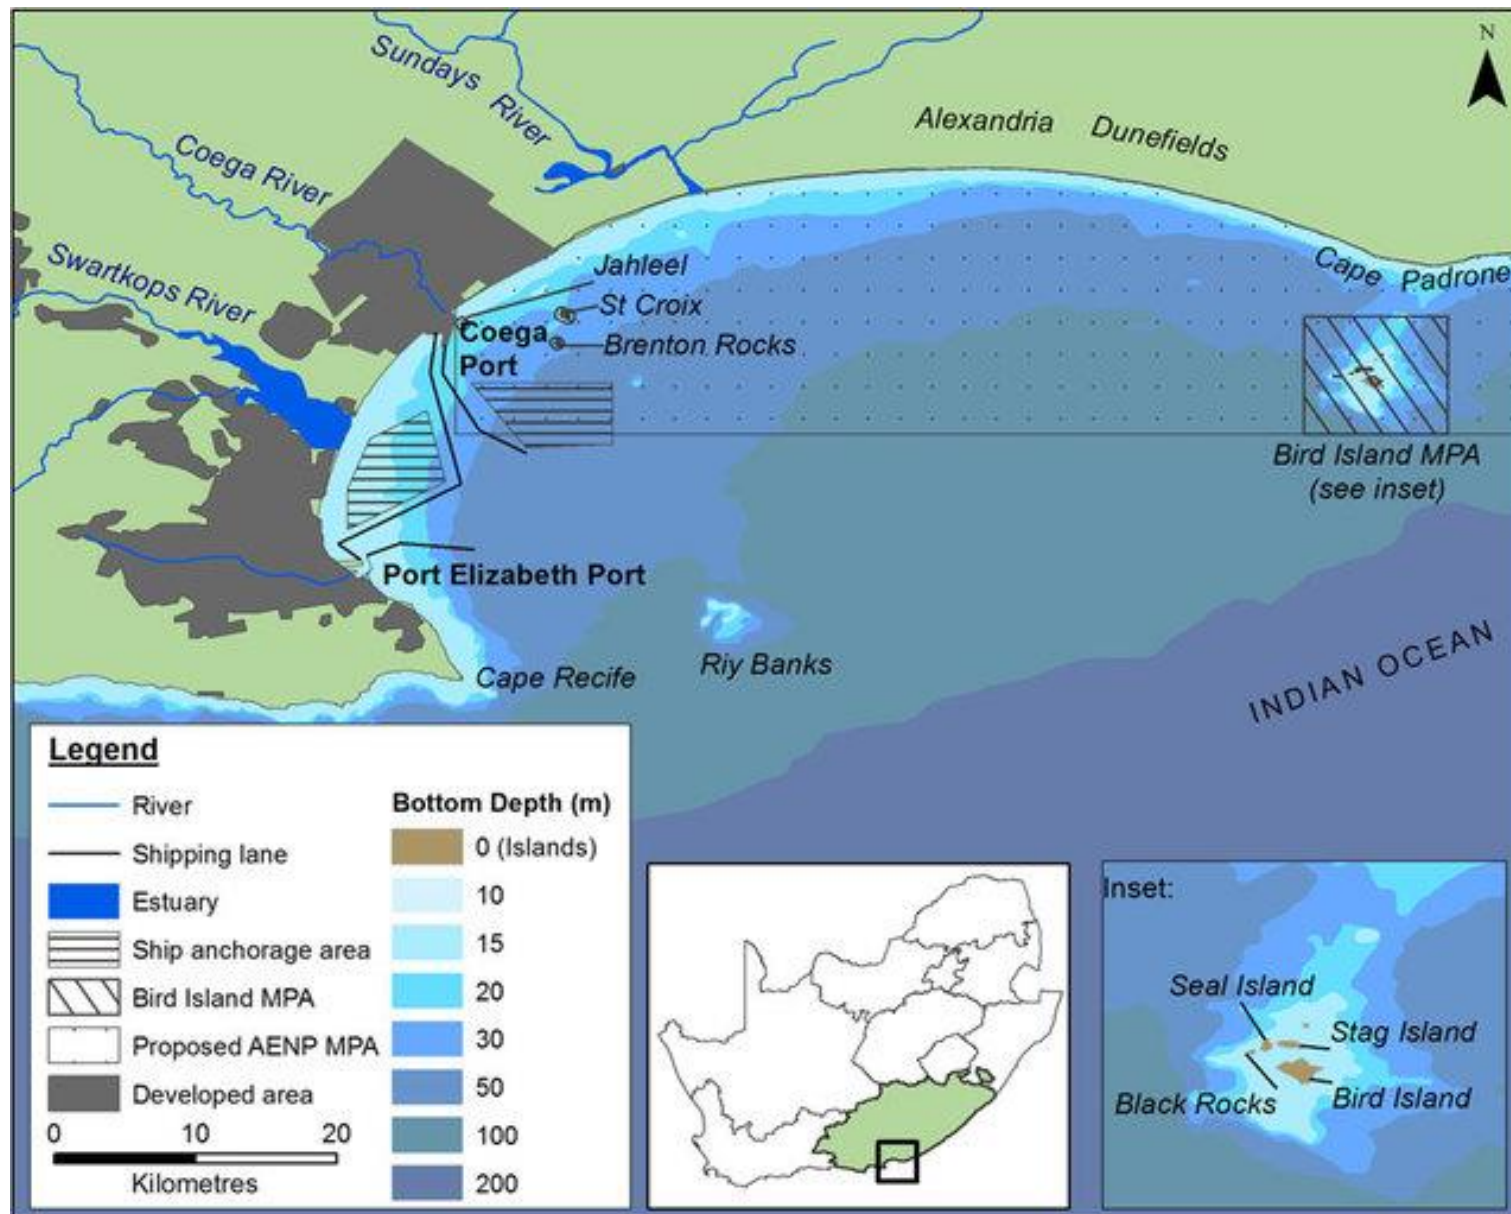 N
Sundays River
Alexandria Dunefields
Coega River
Swartkops River
Jahleel
St Croix
Brenton Rocks
Coega
Port
Cape Padrone
Bird Island MPA
(see inset)
Port Elizabeth Port
Cape Recife
Riy Banks
INDIAN OCEAN
Legend
River
Shipping lane
Estuary
Ship anchorage area
Bird Island MPA
Proposed AENP MPA
Developed area
0 10 20
Kilometres
Bottom Depth (m)
0 (Islands)
10
15
20
30
50
100
200
Inset:
Seal Island
Stag Island
Black Rocks
Bird Island